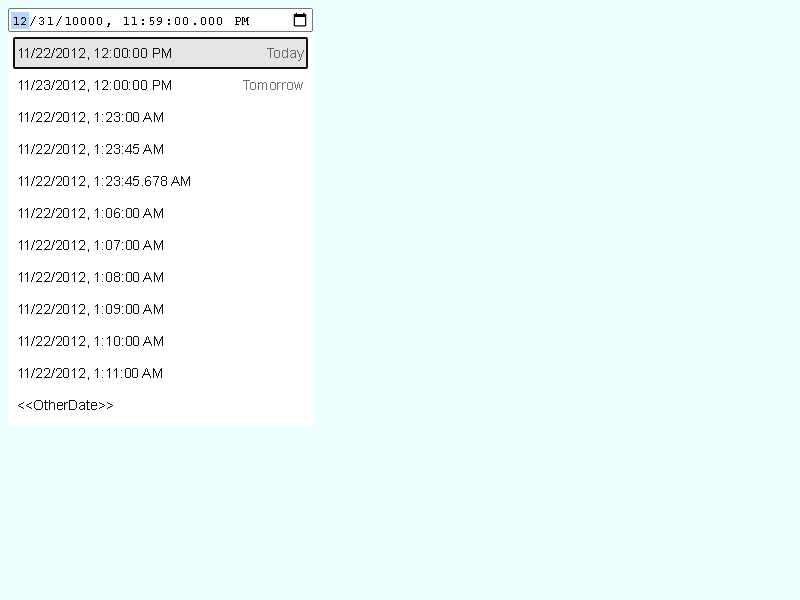 12/31/10000, 11:59:00.000 PM
11/22/2012, 12:00:00 PM Today
11/23/2012, 12:00:00 PM Tomorrow
11/22/2012, 1:23:00 AM
11/22/2012, 1:23:45 AM
11/22/2012, 1:23:45.678 AM
11/22/2012, 1:06:00 AM
11/22/2012, 1:07:00 AM
11/22/2012, 1:08:00 AM
11/22/2012, 1:09:00 AM
11/22/2012, 1:10:00 AM
11/22/2012, 1:11:00 AM
<<OtherDate>>